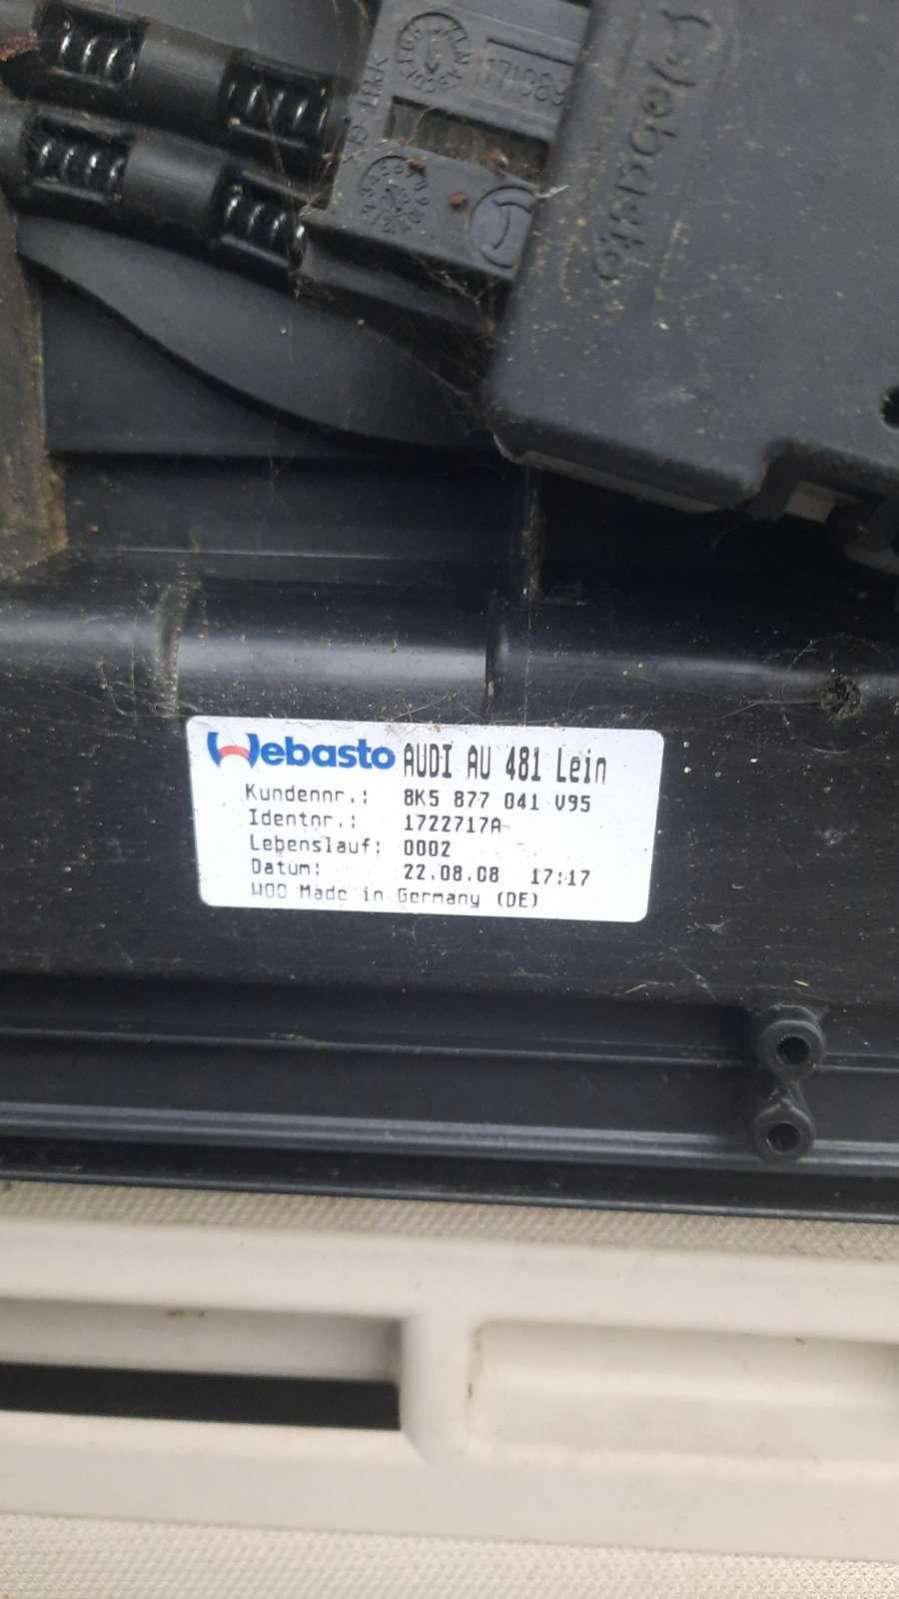 171989
Webasto AUDI AU 481 Lein
Kundennr.: 8K5 877 041 V95
Identnr.: 1722717A
Lebenslauf: 0002
Datum: 22.08.08 17:17
WOO Made in Germany (DE)